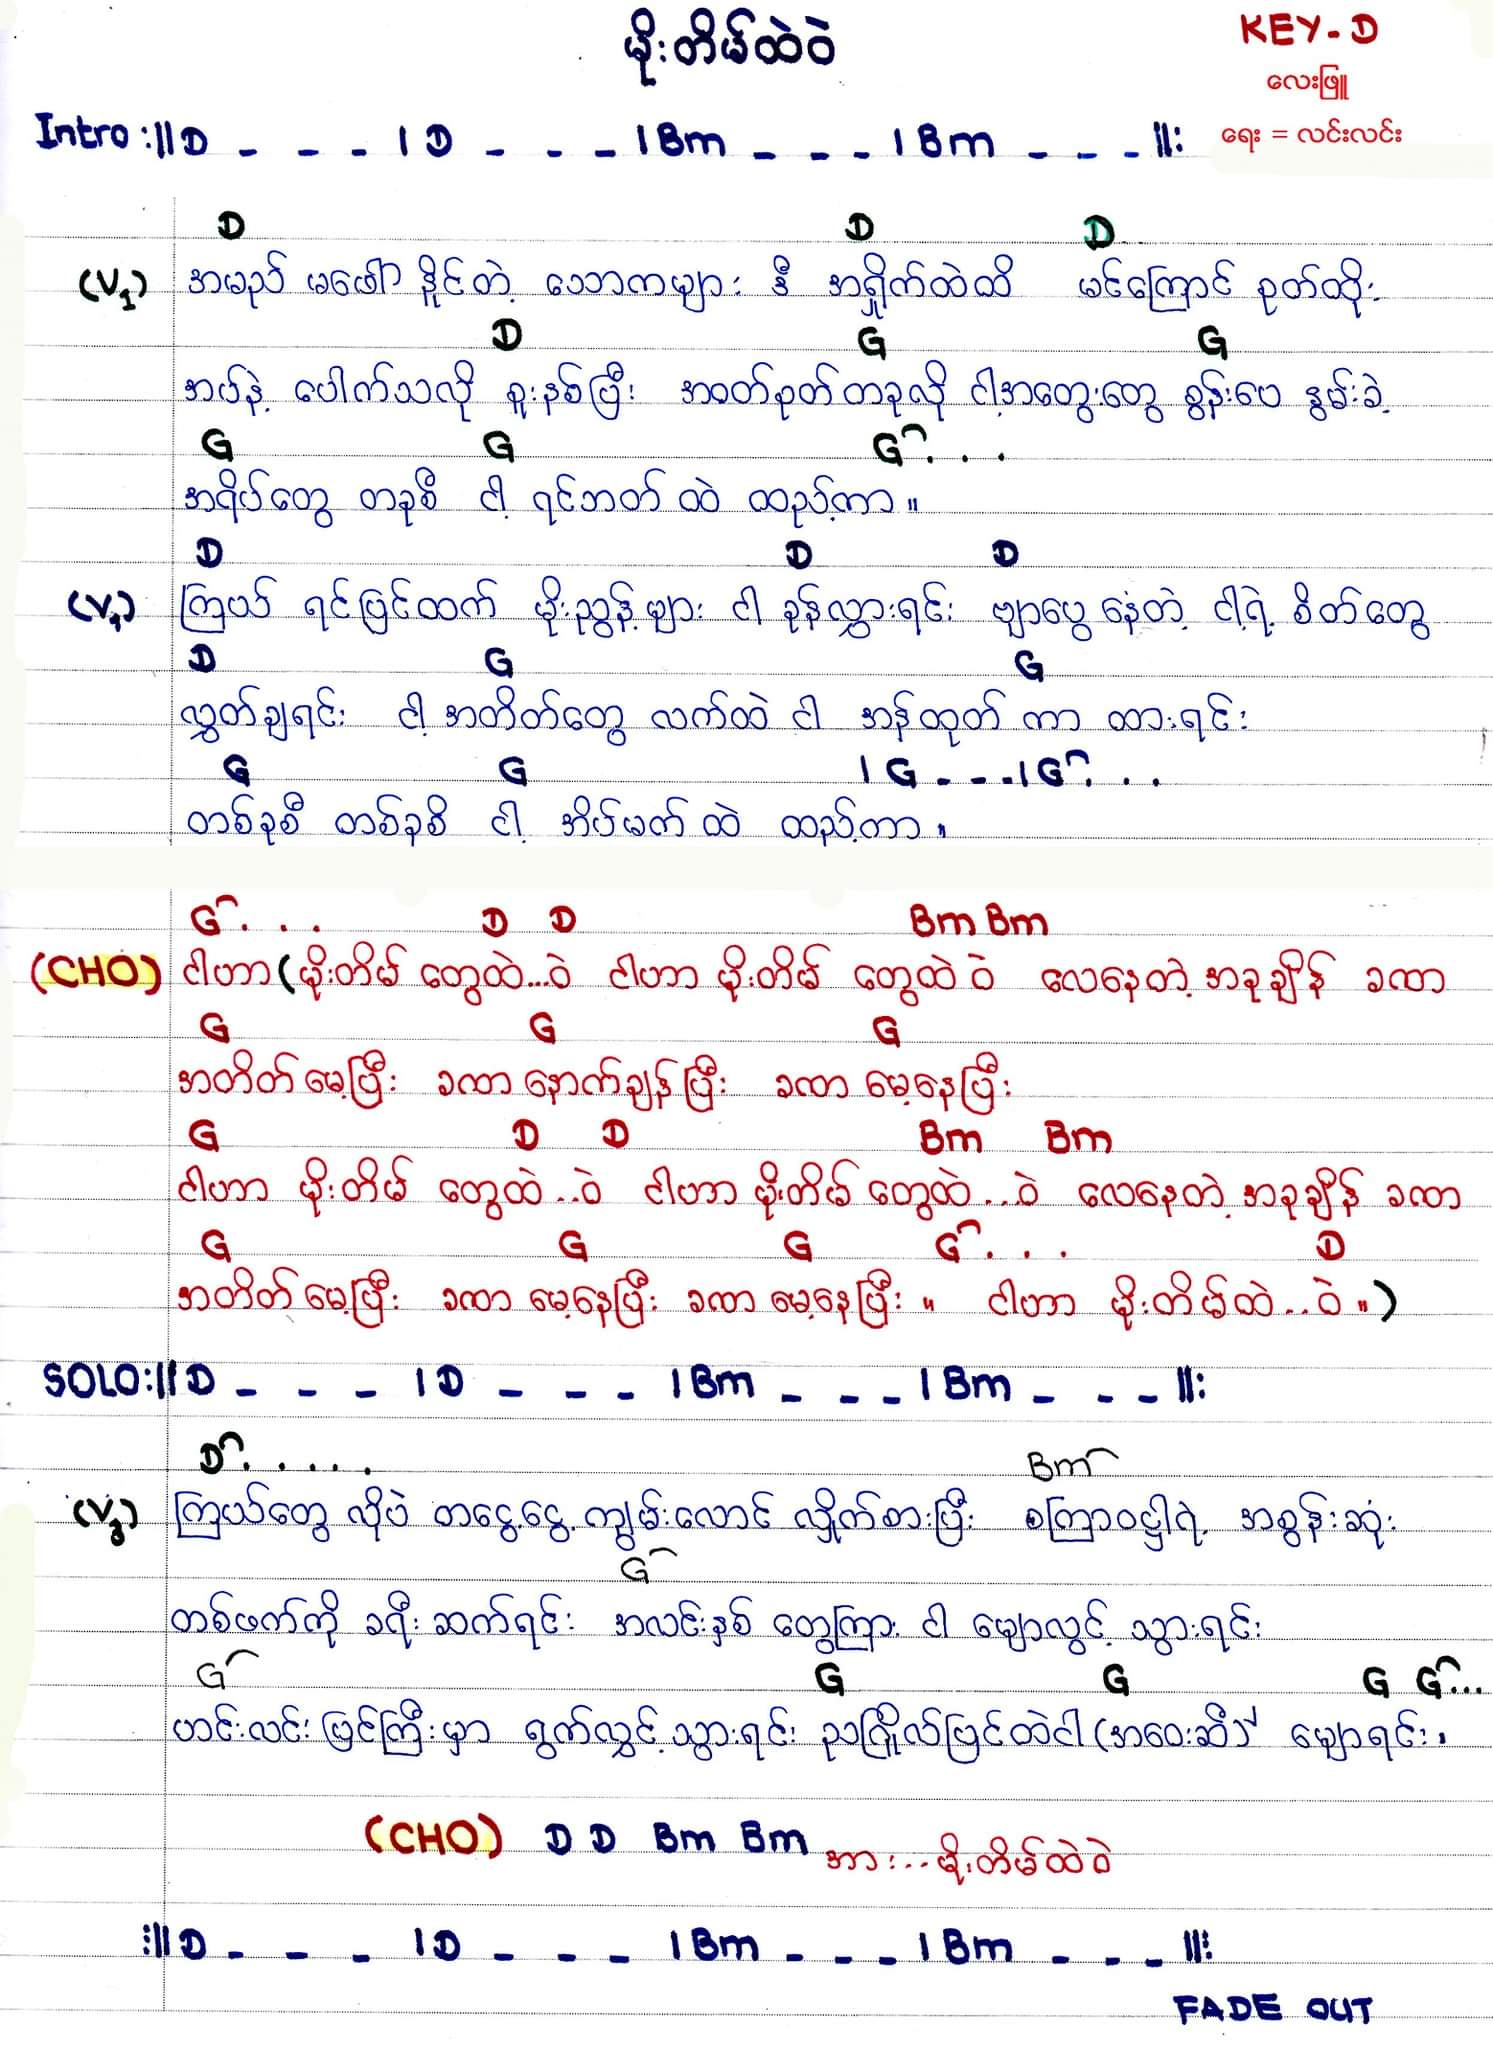 မိုးတိမ်ထဲဝဲ
KEY-D
လေးဖြူ
ရေး = လင်းလင်း
Intro :||D _ _ _ | D _ _ _ | Bm _ _ _ | Bm _ _ _ ||:
D D D
(V1) အမည် မဖော် နိူင်တဲ့ သောကများ ဒီ အရှိုက်ထဲထိ မင်ကြောင် စုတ်ထိုး
D G G
အပ်နဲ့ ပေါက်သလို စူးနစ်ပြီး အဝတ်စုတ်တခုလို ငါ့အတွေးတွေ စွန်းပေ နွမ်းခဲ့
G G G . . .
အရိပ်တွေ တခုစီ ငါ့ ရင်ဘတ် ထဲ ထည့်ကာ ။
D D D
(V1) ကြယ် ရင်ပြင်ထက် မိုးညွန့်များ ငါ ခုန်လွှားရင်း ဗျာပွေ နေတဲ့ ငါ့ရဲ့ စိတ်တွေ
D G G
လွှတ်ချရင်း ငါ့ အတိတ်တွေ လက်ထဲ ငါ အန်ထုတ် ကာ ထားရင်း
G G | G _ _ _ | G . . .
တစ်ခုစီ တစ်ခုစီ ငါ့ အိပ်မက် ထဲ ထည့်ကာ ။
G . . . D D Bm Bm
(CHO) ငါဟာ (မိုးတိမ် တွေထဲ...ဝဲ ငါဟာ မိုးတိမ် တွေထဲ ဝဲ လေနေတဲ့ အခုချိန် ခဏ
G G G
အတိတ်မေ့ပြီး ခဏ နောက်ချန်ပြီး ခဏ မေ့နေပြီး
G D D Bm Bm
ငါဟာ မိုးတိမ် တွေထဲ..ဝဲ ငါဟာ မိုးတိမ် တွေထဲ...ဝဲ လေနေတဲ့ အခုချိန် ခဏ
G G G G . . . D
အတိတ်မေ့ပြီး ခဏ မေ့နေပြီး ခဏ မေ့နေပြီး ။ ငါဟာ မိုးတိမ်ထဲ..ဝဲ ။)
SOLO:||D _ _ _ | D _ _ _ | Bm _ _ _ | Bm _ _ _ ||:
D . . . . . Bm
ကြယ်တွေ လိုပဲ တငွေ့ငွေ့ ကျွမ်းလောင် လှိုက်စားပြီး စကြာဝဠာရဲ့ အစွန်းဆုံး
G
တစ်ဖက်ကို ခရီးဆက်ရင်း အလင်းနှစ် တွေကြား ငါ မျောလွင့် သွားရင်း
G G G G G...
ဟင်းလင်း ပြင်ကြီးမှာ ရွက်လွှင့် သွားရင်း ဥသြဂြိုလ်ပြင်ထဲငါ (အဝေးဆီ) မျောရင်း .
(CHO) D D Bm Bm အား...မိုးတိမ်ထဲဝဲ
:||D _ _ _ | D _ _ _ | Bm _ _ _ | Bm _ _ _ ||:
FADE OUT